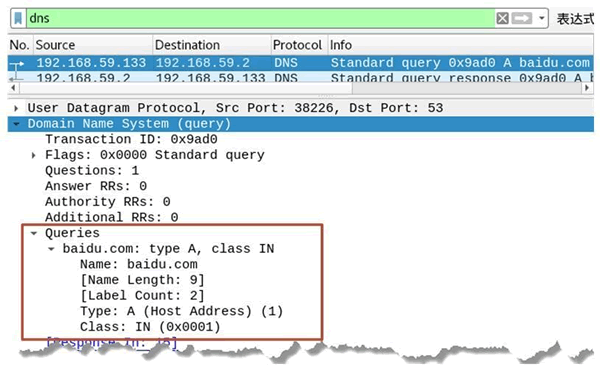 dns
表达式
No. Source Destination Protocol Info
192.168.59.133 192.168.59.2 DNS Standard query 0x9ad0 A baidu.com
192.168.59.2 192.168.59.133 DNS Standard query response 0x9ad0 A b
User Datagram Protocol, Src Port: 38226, Dst Port: 53
Domain Name System (query)
Transaction ID: 0x9ad0
Flags: 0x0000 Standard query
Questions: 1
Answer RRs: 0
Authority RRs: 0
Additional RRs: 0
Queries
baidu.com: type A, class IN
Name: baidu.com
[Name Length: 9]
[Label Count: 2]
Type: A (Host Address) (1)
Class: IN (0x0001)
[Response In: 15]